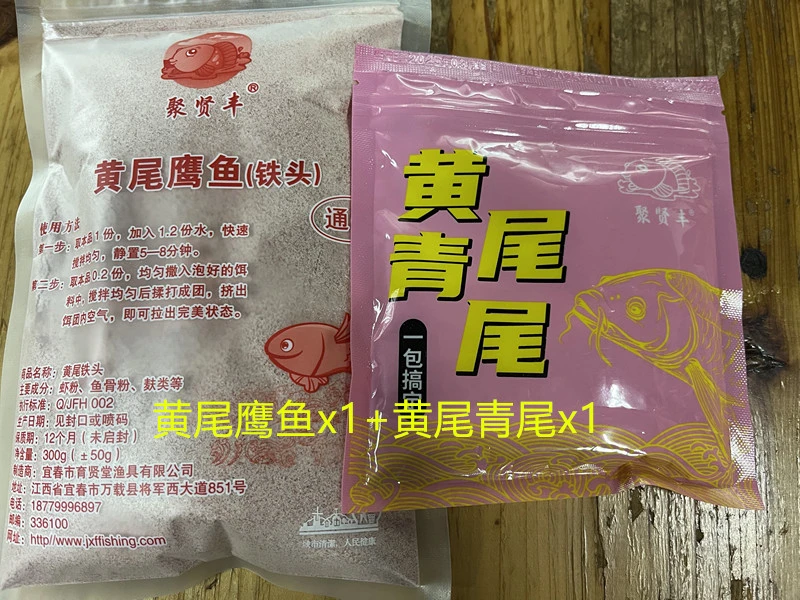 聚贤丰®
黄尾鹰鱼(铁头)
通
使用方法
第一步：取本品1份，加入1.2份水，快速
搅拌均匀，静置5—8分钟。
第二步：取本品0.2份，均匀撒入泡好的饵
料中，搅拌均匀后揉打成团，挤出
饵团内空气，即可拉出完美状态。
商品名称：黄尾铁头
主要成分：虾粉、鱼骨粉、麸类等
执行标准：Q/JFH 002
生产日期：见封口或喷码
保质期：12个月（未启封）
净含量：300g（±50g）
制造商：宜春市育贤堂渔具有限公司
地址：江西省宜春市万载县将军西大道851号
电话：18779996897
邮编：336100
网址：http//www.jxffishing.com
城市清洁，人民健康
聚贤丰
黄尾
青尾
一包搞定
黄尾鹰鱼x1+黄尾青尾x1